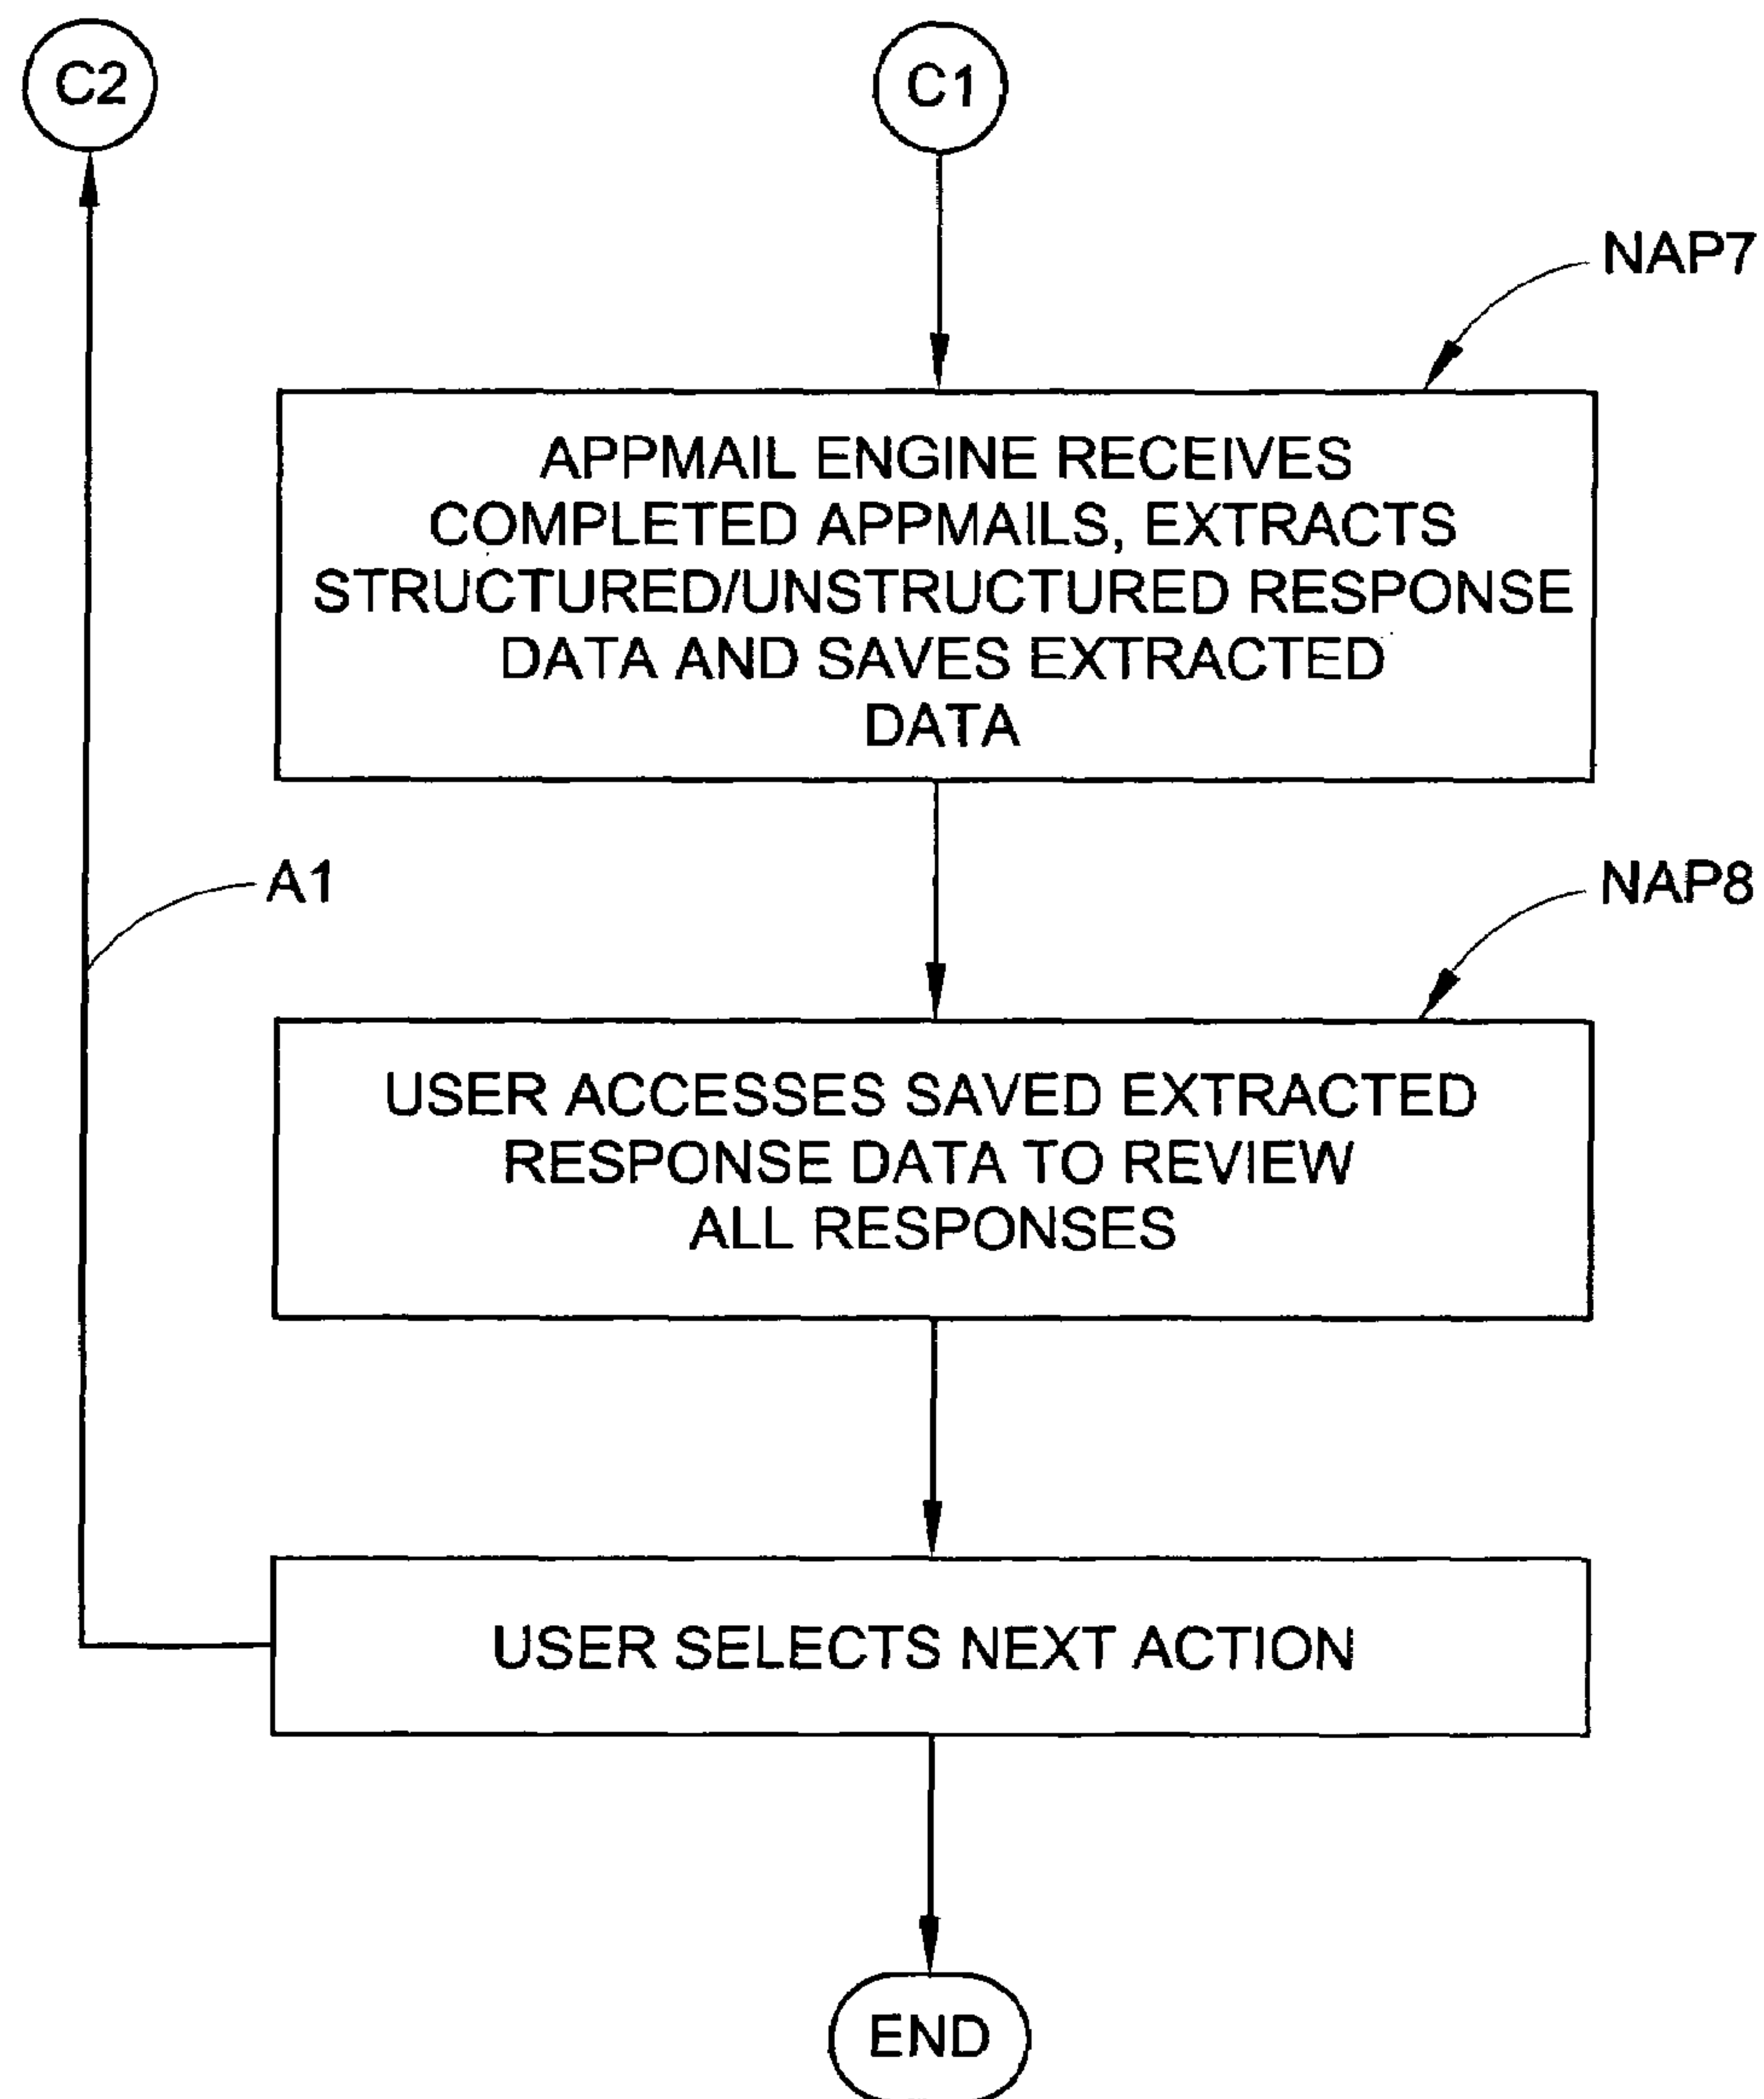 C2
C1
NAP7
APPMAIL ENGINE RECEIVES
COMPLETED APPMAILS, EXTRACTS
STRUCTURED/UNSTRUCTURED RESPONSE
DATA AND SAVES EXTRACTED
DATA
A1
NAP8
USER ACCESSES SAVED EXTRACTED
RESPONSE DATA TO REVIEW
ALL RESPONSES
USER SELECTS NEXT ACTION
END